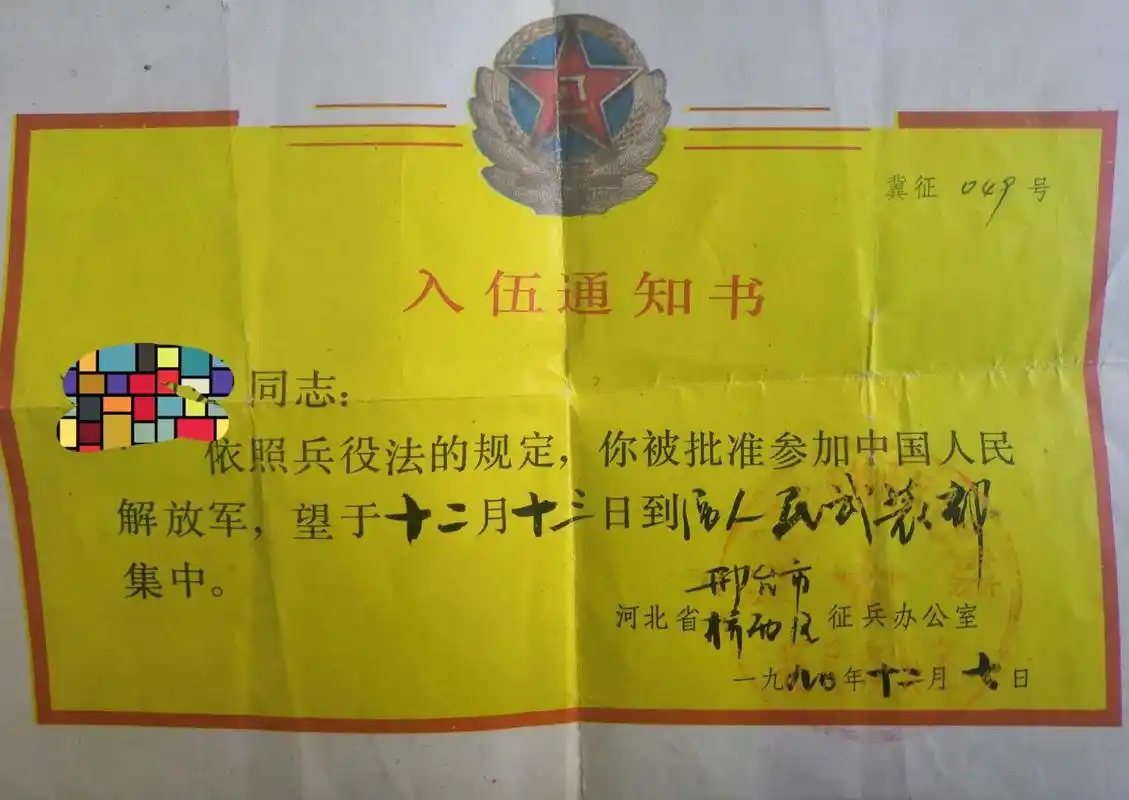 冀征 049 号
入伍通知书
同志:
依照兵役法的规定,你被批准参加中国人民
解放军,望于十二月十三日到区人民武装部
集中。
邢台市
河北省桥西区征兵办公室
一九九〇年十二月 日